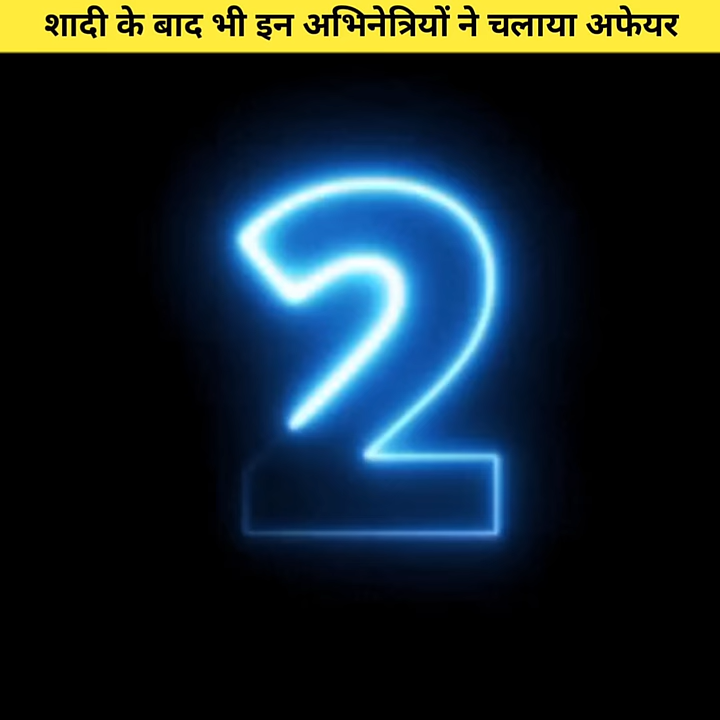 शादी के बाद भी इन अभिनेत्रियों ने चलाया अफेयर
2